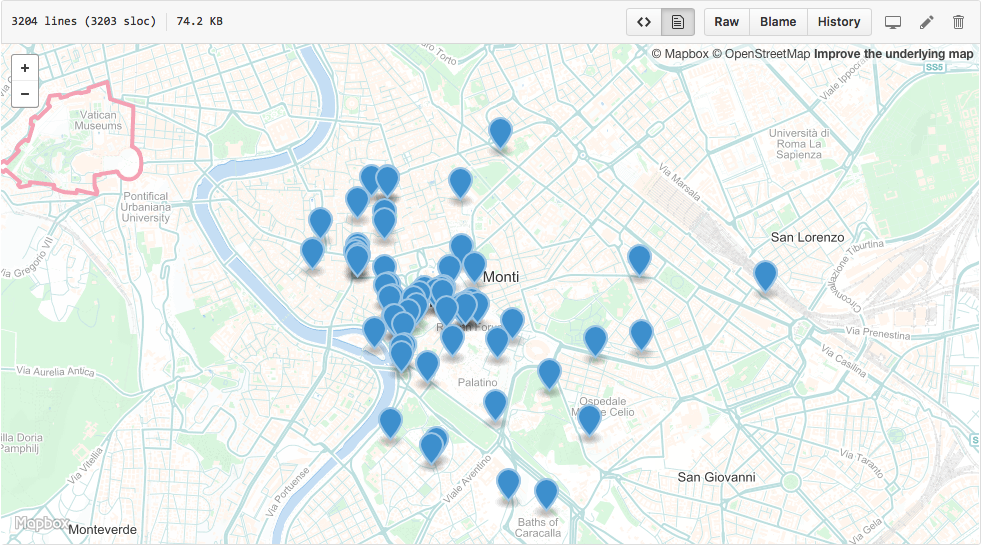 3204 lines (3203 sloc) 74.2 KB
<> Raw Blame History
© Mapbox © OpenStreetMap Improve the underlying map
+
−
Torto
SS5
Viale Ippoc
Vatican
Museums
Università di
Roma La
Sapienza
Via Marsala
Pontifical
Urbaniana
University
San Lorenzo
Via Gregorio VII
Monti
Circonvallazione Tiburtina
Via Prenestina
Via Casilina
Via Aurelia Antica
Palatino
Ospedale
Celio
Villa Doria
Pamphilj
Via Vitellia
Via Portuense
Viale Aventino
San Giovanni
Via Taranto
S
Mapbox
Monteverde
Baths of
Caracalla
Via Gela